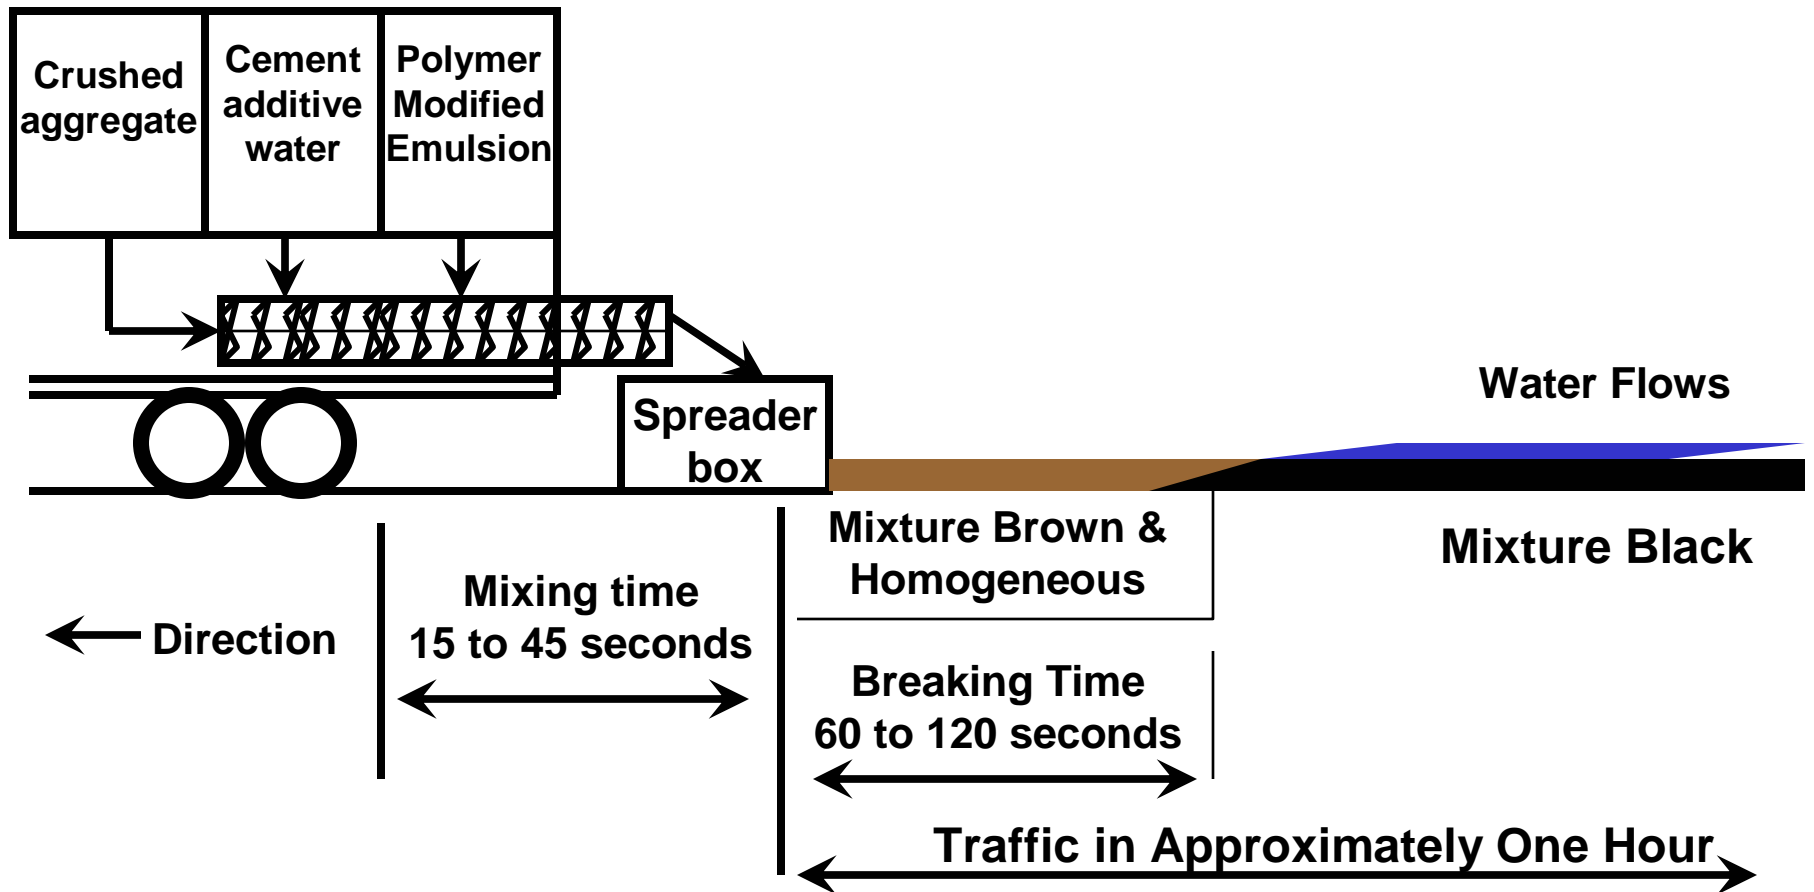 Crushed
aggregate
Cement
additive
water
Polymer
Modified
Emulsion
Spreader
box
Water Flows
Mixture Brown &
Homogeneous
Mixture Black
Direction
Mixing time
15 to 45 seconds
Breaking Time
60 to 120 seconds
Traffic in Approximately One Hour